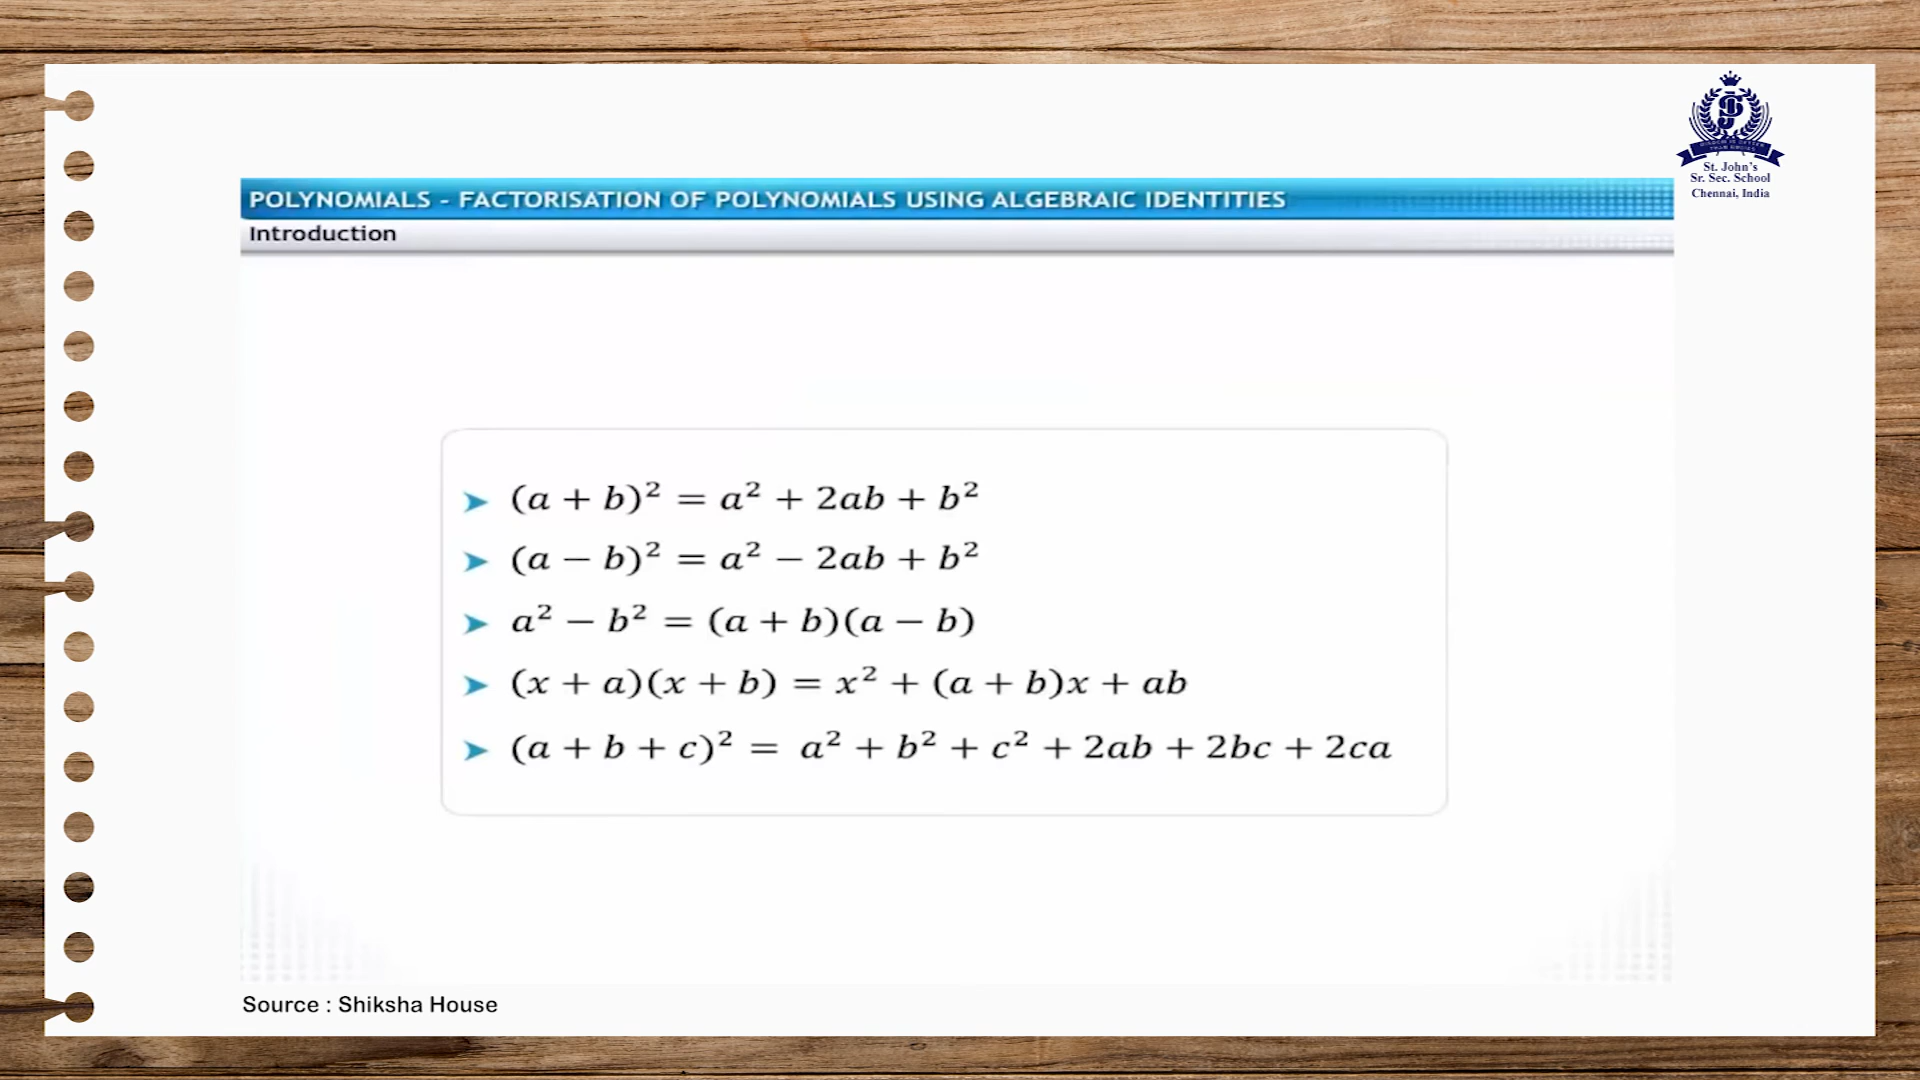 St. John's
Sr. Sec. School
Chennai, India
POLYNOMIALS - FACTORISATION OF POLYNOMIALS USING ALGEBRAIC IDENTITIES
Introduction
➤ (a + b)² = a² + 2ab + b²
➤ (a − b)² = a² − 2ab + b²
➤ a² − b² = (a + b)(a − b)
➤ (x + a)(x + b) = x² + (a + b)x + ab
➤ (a + b + c)² = a² + b² + c² + 2ab + 2bc + 2ca
Source : Shiksha House